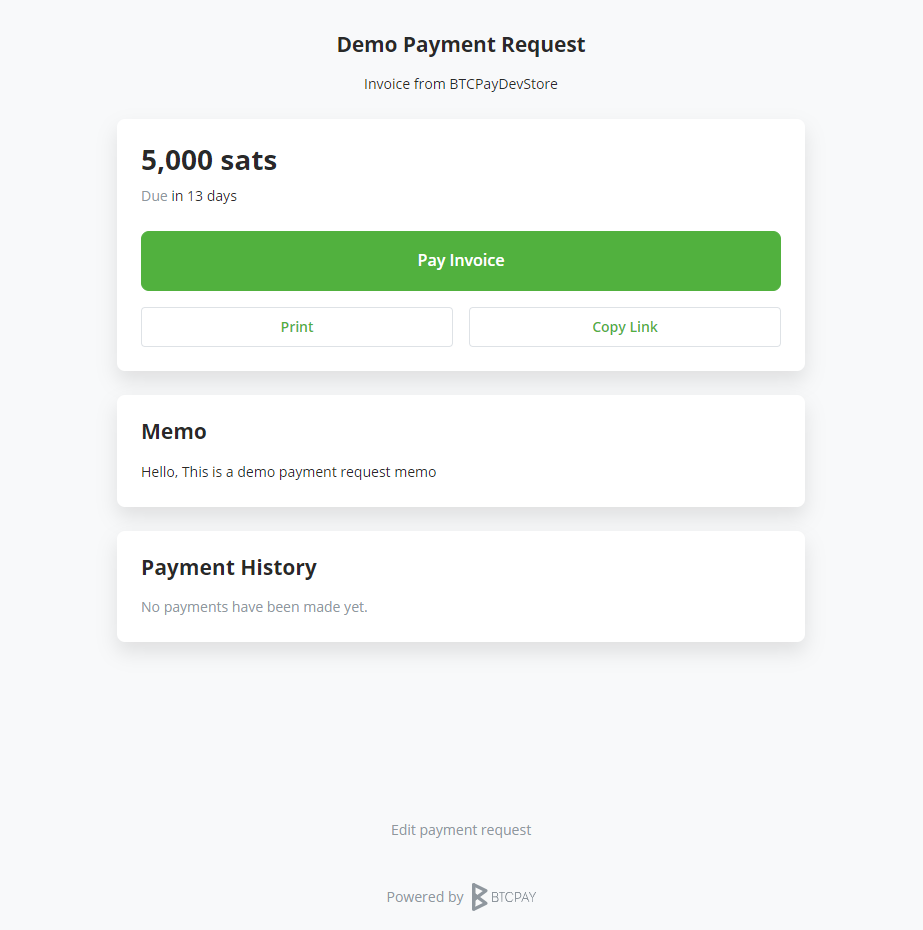 Demo Payment Request
Invoice from BTCPayDevStore
5,000 sats
Due in 13 days
Pay Invoice
Print
Copy Link
Memo
Hello, This is a demo payment request memo
Payment History
No payments have been made yet.
Edit payment request
Powered by BTCPAY